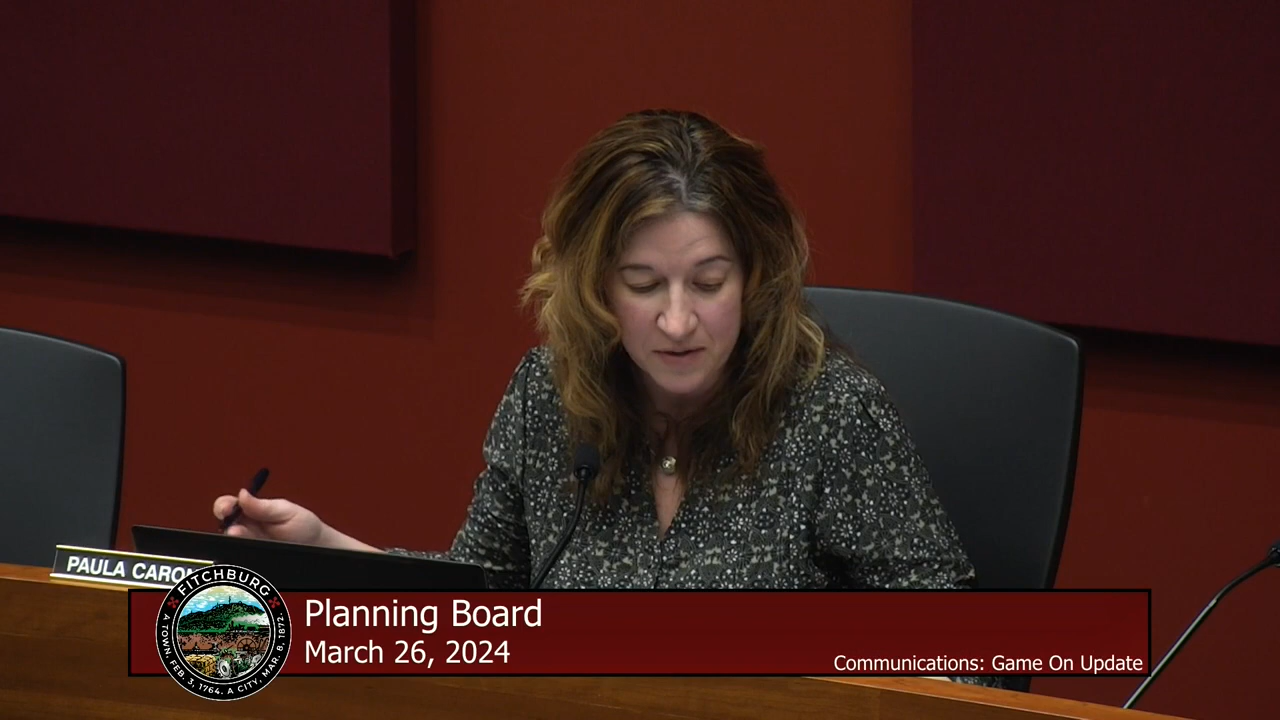 PAULA CARON
FITCHBURG
A TOWN. FEB. 3, 1764. A CITY, MAR. 8, 1872.
Planning Board
March 26, 2024
Communications: Game On Update